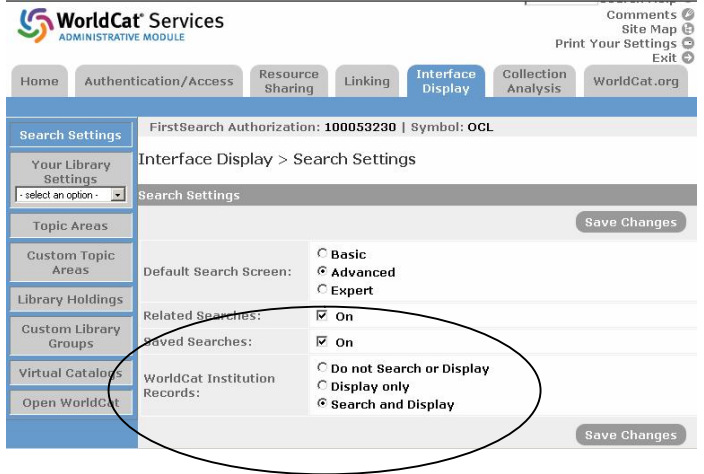 WorldCat® Services
ADMINISTRATIVE MODULE
Comments
Site Map
Print Your Settings
Exit
Home
Authentication/Access
Resource
Sharing
Linking
Interface
Display
Collection
Analysis
WorldCat.org
Search Settings
Your Library
Settings
- select an option -
Topic Areas
Custom Topic
Areas
Library Holdings
Custom Library
Groups
Virtual Catalogs
Open WorldCat
FirstSearch Authorization: 100053230 | Symbol: OCL
Interface Display > Search Settings
Search Settings
Save Changes
Default Search Screen:
Basic
Advanced
Expert
Related Searches:
On
Saved Searches:
On
WorldCat Institution
Records:
Do not Search or Display
Display only
Search and Display
Save Changes